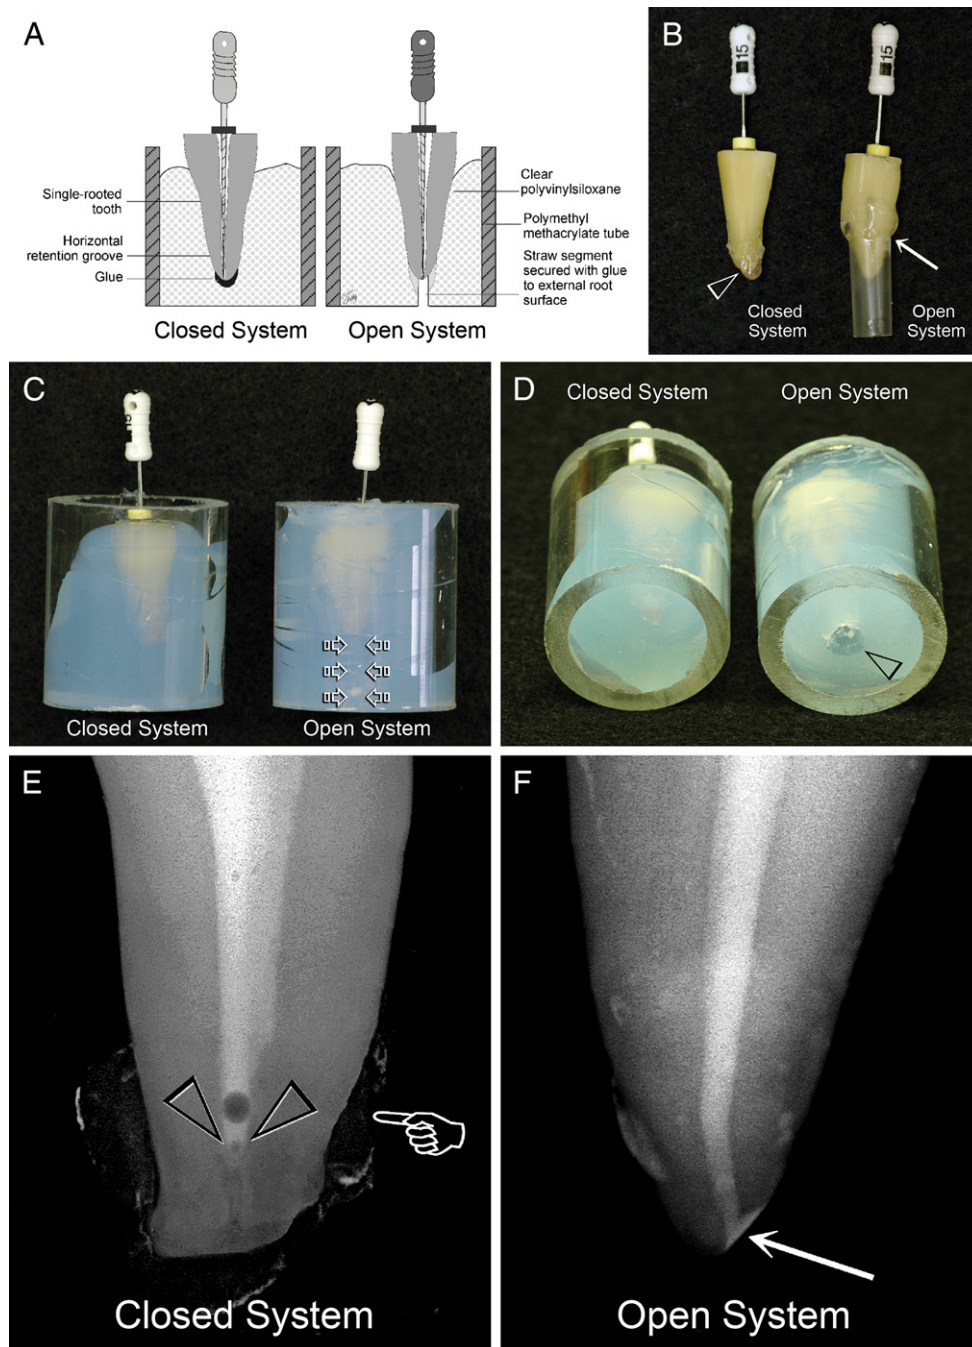 A
Single-rooted
tooth
Horizontal
retention groove
Glue
Clear
polyvinylsiloxane
Polymethyl
methacrylate tube
Straw segment
secured with glue
to external root
surface
Closed System
Open System
B
15
15
Closed
System
Open
System
C
Closed System
Open System
D
Closed System
Open System
E
Closed System
F
Open System